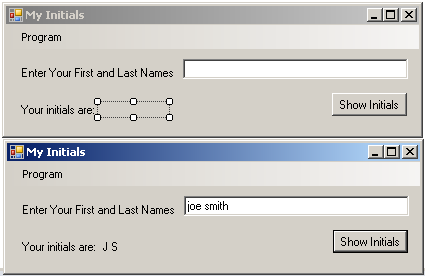 My Initials
Program
Enter Your First and Last Names
Your initials are:
Show Initials
My Initials
Program
Enter Your First and Last Names joe smith
Your initials are: J S
Show Initials